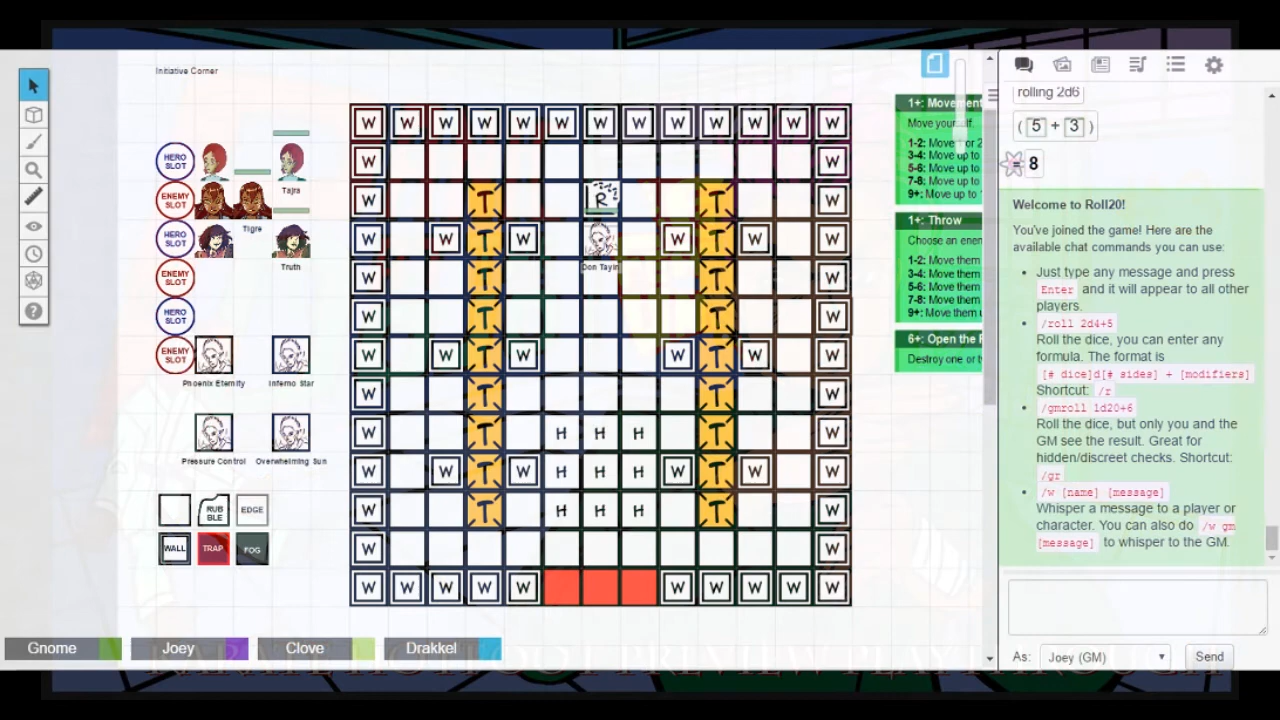 Initiative Corner
HERO SLOT
Tajra
ENEMY SLOT
Tigre
HERO SLOT
Truth
ENEMY SLOT
HERO SLOT
ENEMY SLOT
Phoenix Eternity
Inferno Star
Pressure Control
Overwhelming Sun
RUB BLE
EDGE
WALL
TRAP
FOG
W W W W W W W W W W W W W
W W
W T R T W
W W T W W T W W
Don Tayin
W T T W
W T T W
W W T W W T W W
W T T W
W T H H H T W
W W T W H H H W T W W
W T H H H T W
W W
W W W W W W W W W W
1+: Movement
Move yourself.
1-2: Move 1 or 2
3-4: Move up to
5-6: Move up to
7-8: Move up to
9+: Move up to
1+: Throw
Choose an enem
1-2: Move them
3-4: Move them
5-6: Move them
7-8: Move them
9+: Move them u
6+: Open the
Destroy one or
rolling 2d6
(5+3)
= 8
Welcome to Roll20!
You've joined the game! Here are the
available chat commands you can use:
• Just type any message and press
Enter and it will appear to all other
players.
• /roll 2d4+5
Roll the dice, you can enter any
formula. The format is
[# dice]d[# sides] + [modifiers]
Shortcut: /r
• /gmroll 1d20+6
Roll the dice, but only you and the
GM see the result. Great for
hidden/discreet checks. Shortcut:
/gr
• /w [name] [message]
Whisper a message to a player or
character. You can also do /w gm
[message] to whisper to the GM.
As: Joey (GM) Send
Gnome Joey Clove Drakkel
PREVIEW PLAYTHROUGH